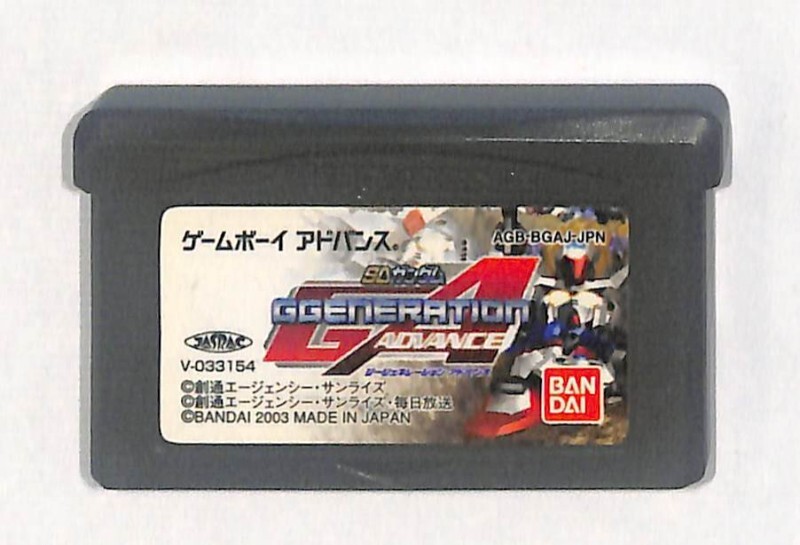 ゲームボーイ アドバンス®
AGB-BGAJ-JPN
SDガンダム
GGENERATION
ADVANCE
ジージェネレーション アドバンス
JASRAC
V-033154
©創通エージェンシー・サンライズ
©創通エージェンシー・サンライズ・毎日放送
©BANDAI 2003 MADE IN JAPAN
BAN
DAI